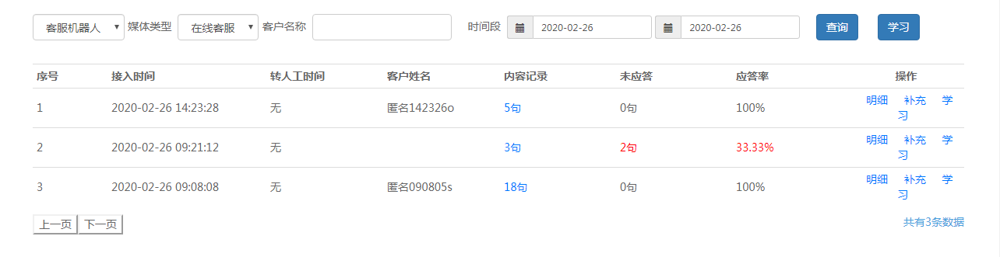 客服机器人 媒体类型 在线客服 客户名称 时间段 2020-02-26 2020-02-26 查询 学习
序号 接入时间 转人工时间 客户姓名 内容记录 未应答 应答率 操作
1 2020-02-26 14:23:28 无 匿名142326o 5句 0句 100% 明细 补充 学
习
2 2020-02-26 09:21:12 无 3句 2句 33.33% 明细 补充 学
习
3 2020-02-26 09:08:08 无 匿名090805s 18句 0句 100% 明细 补充 学
习
上一页 下一页 共有3条数据